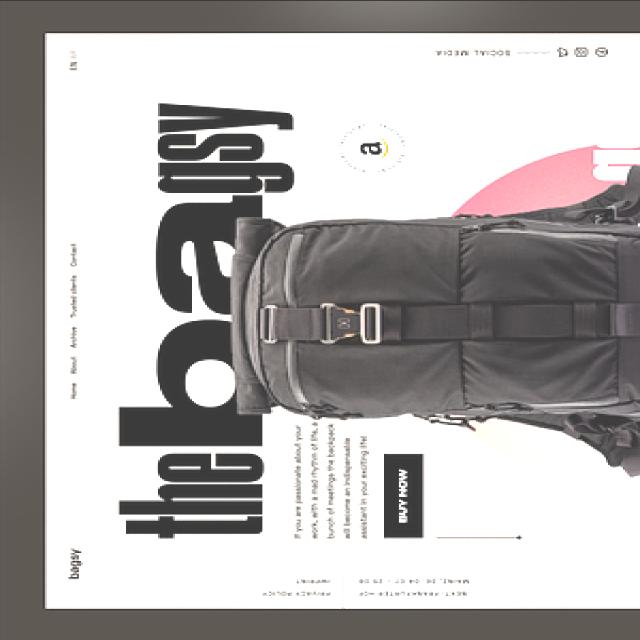 bagsy
Home About Archive Trusted clients Contact
EN
the bagsy
a
If you are passionate about your
work, with a mad rhythm of life, a
bunch of meetings the backpack
will become an indispensable
assistant in your exciting life!
BUY NOW
SOCIAL MEDIA
PRIVACY POLICY